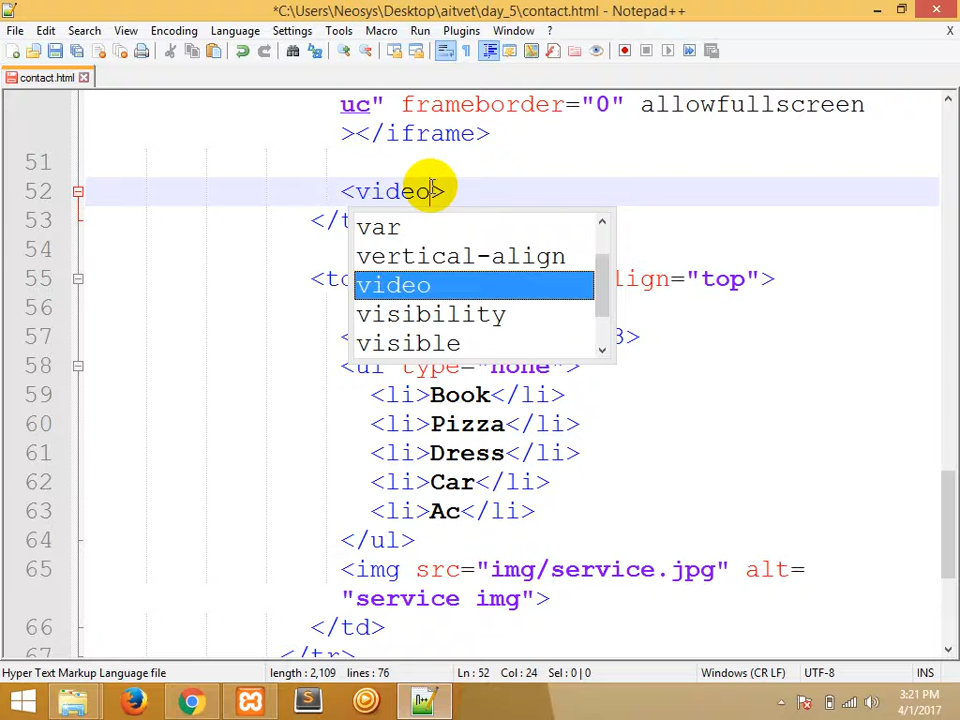 *C:\Users\Neosys\Desktop\aitvet\day_5\contact.html - Notepad++
File Edit Search View Encoding Language Settings Tools Macro Run Plugins Window ? X
contact.html
uc" frameborder="0" allowfullscreen
></iframe>
51
52 <video>
var
53 </t
vertical-align
54
55 <td lign="top">
video
56
visibility
57 < 3>
visible
58 <ul type="none">
59 <li>Book</li>
60 <li>Pizza</li>
61 <li>Dress</li>
62 <li>Car</li>
63 <li>Ac</li>
64 </ul>
65 <img src="img/service.jpg" alt=
"service img">
66 </td>
67 </tr>
Hyper Text Markup Language file length : 2,109 lines : 76 Ln : 52 Col : 24 Sel : 0 | 0 Windows (CR LF) UTF-8 INS
3:21 PM
4/1/2017